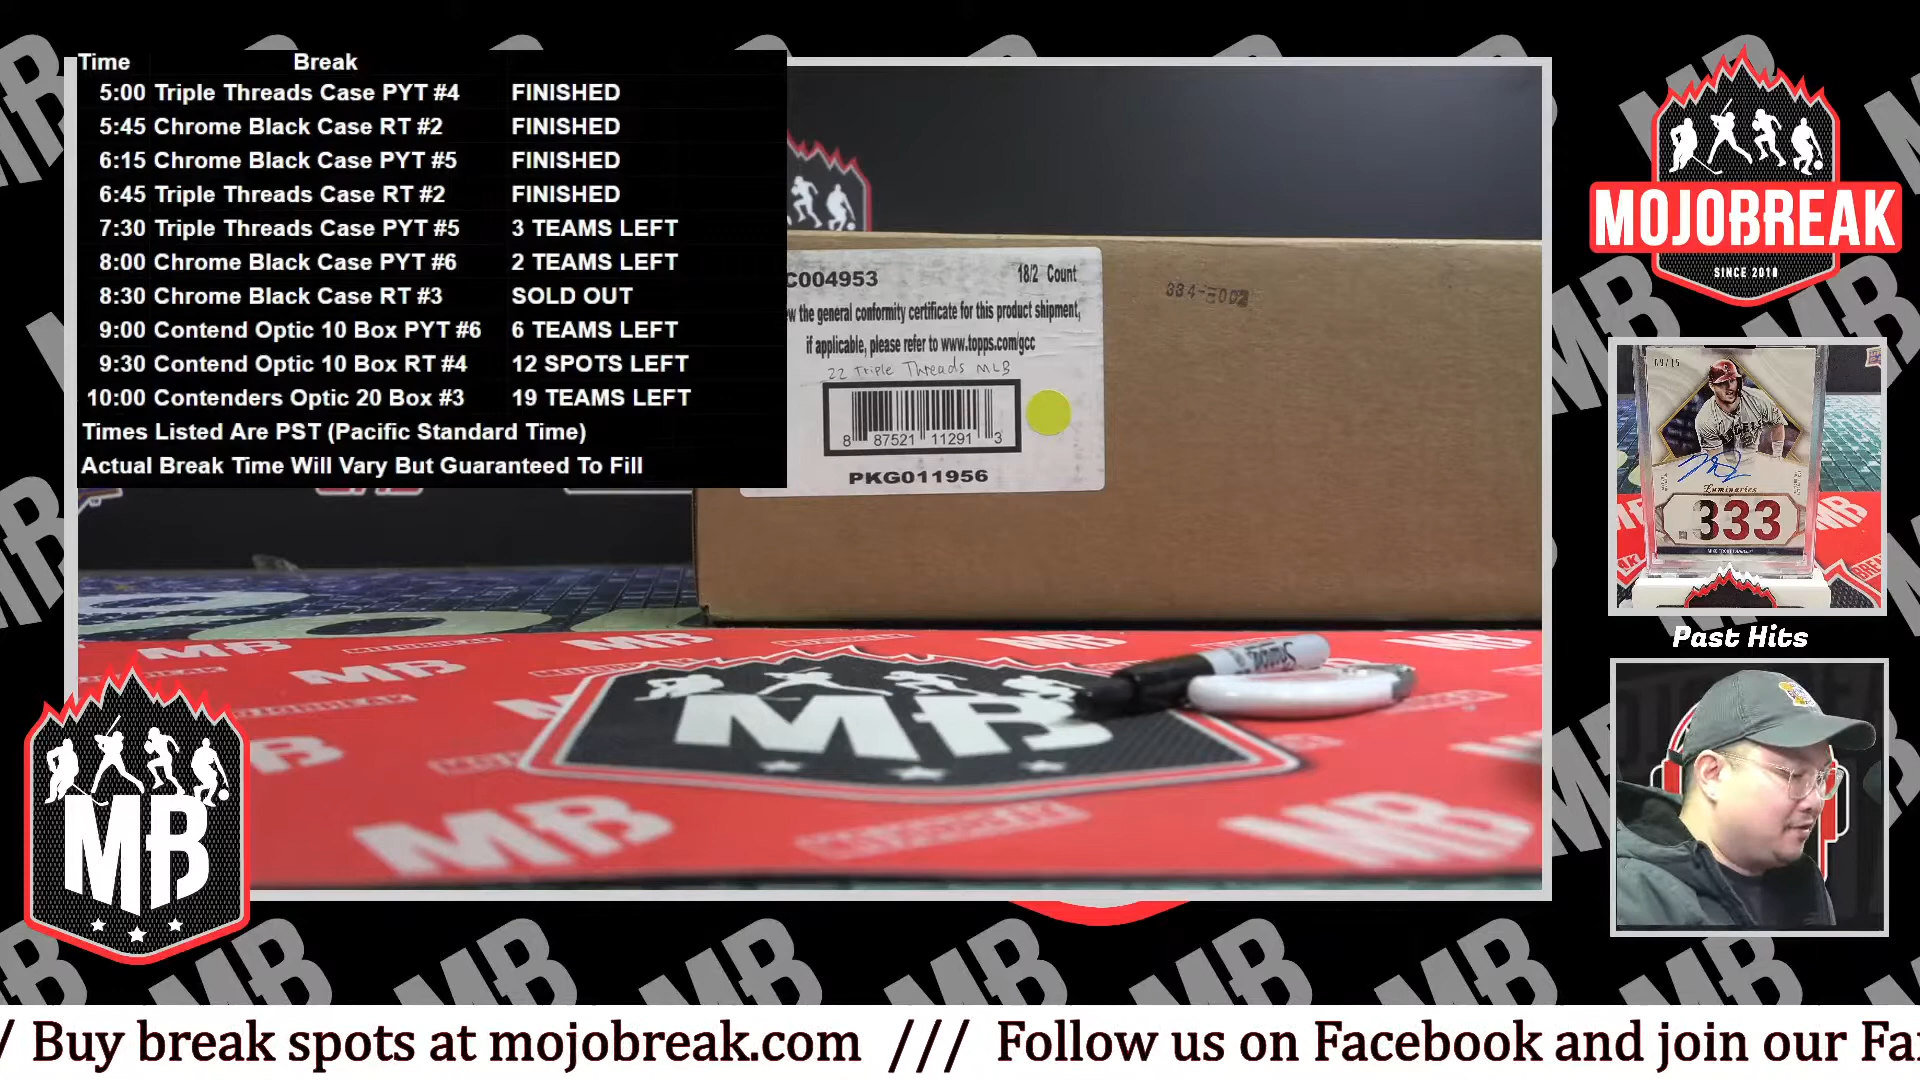 Time Break
5:00 Triple Threads Case PYT #4 FINISHED
5:45 Chrome Black Case RT #2 FINISHED
6:15 Chrome Black Case PYT #5 FINISHED
6:45 Triple Threads Case RT #2 FINISHED
7:30 Triple Threads Case PYT #5 3 TEAMS LEFT
8:00 Chrome Black Case PYT #6 2 TEAMS LEFT
8:30 Chrome Black Case RT #3 SOLD OUT
9:00 Contend Optic 10 Box PYT #6 6 TEAMS LEFT
9:30 Contend Optic 10 Box RT #4 12 SPOTS LEFT
10:00 Contenders Optic 20 Box #3 19 TEAMS LEFT
Times Listed Are PST (Pacific Standard Time)
Actual Break Time Will Vary But Guaranteed To Fill
C004953 18/2 Count
the general conformity certificate for this product shipment,
if applicable, please refer to www.topps.com/gcc
22 Triple Threads MLB
8 87521 11291 3
PKG011956
MB
MB
MOJOBREAK
SINCE 2010
Luminaries
333
Past Hits
/ Buy break spots at mojobreak.com /// Follow us on Facebook and join our